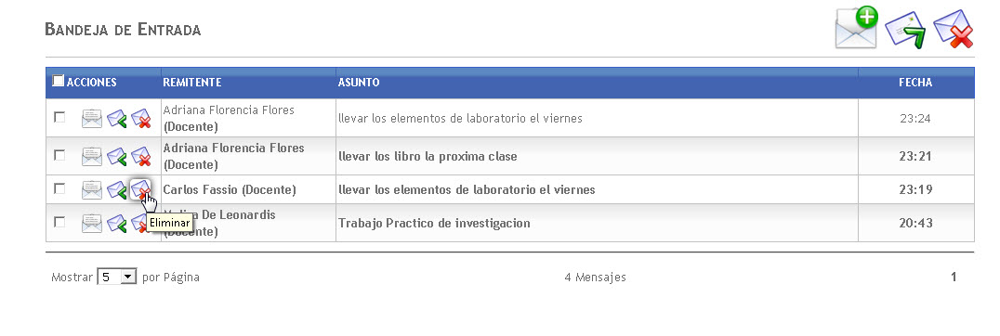 BANDEJA DE ENTRADA
ACCIONES REMITENTE ASUNTO FECHA
Adriana Florencia Flores
(Docente)
llevar los elementos de laboratorio el viernes 23:24
Adriana Florencia Flores
(Docente)
llevar los libro la proxima clase 23:21
Carlos Fassio (Docente) llevar los elementos de laboratorio el viernes 23:19
De Leonardis
(Docente)
Trabajo Practico de investigacion 20:43
Eliminar
Mostrar 5 por Página 4 Mensajes 1